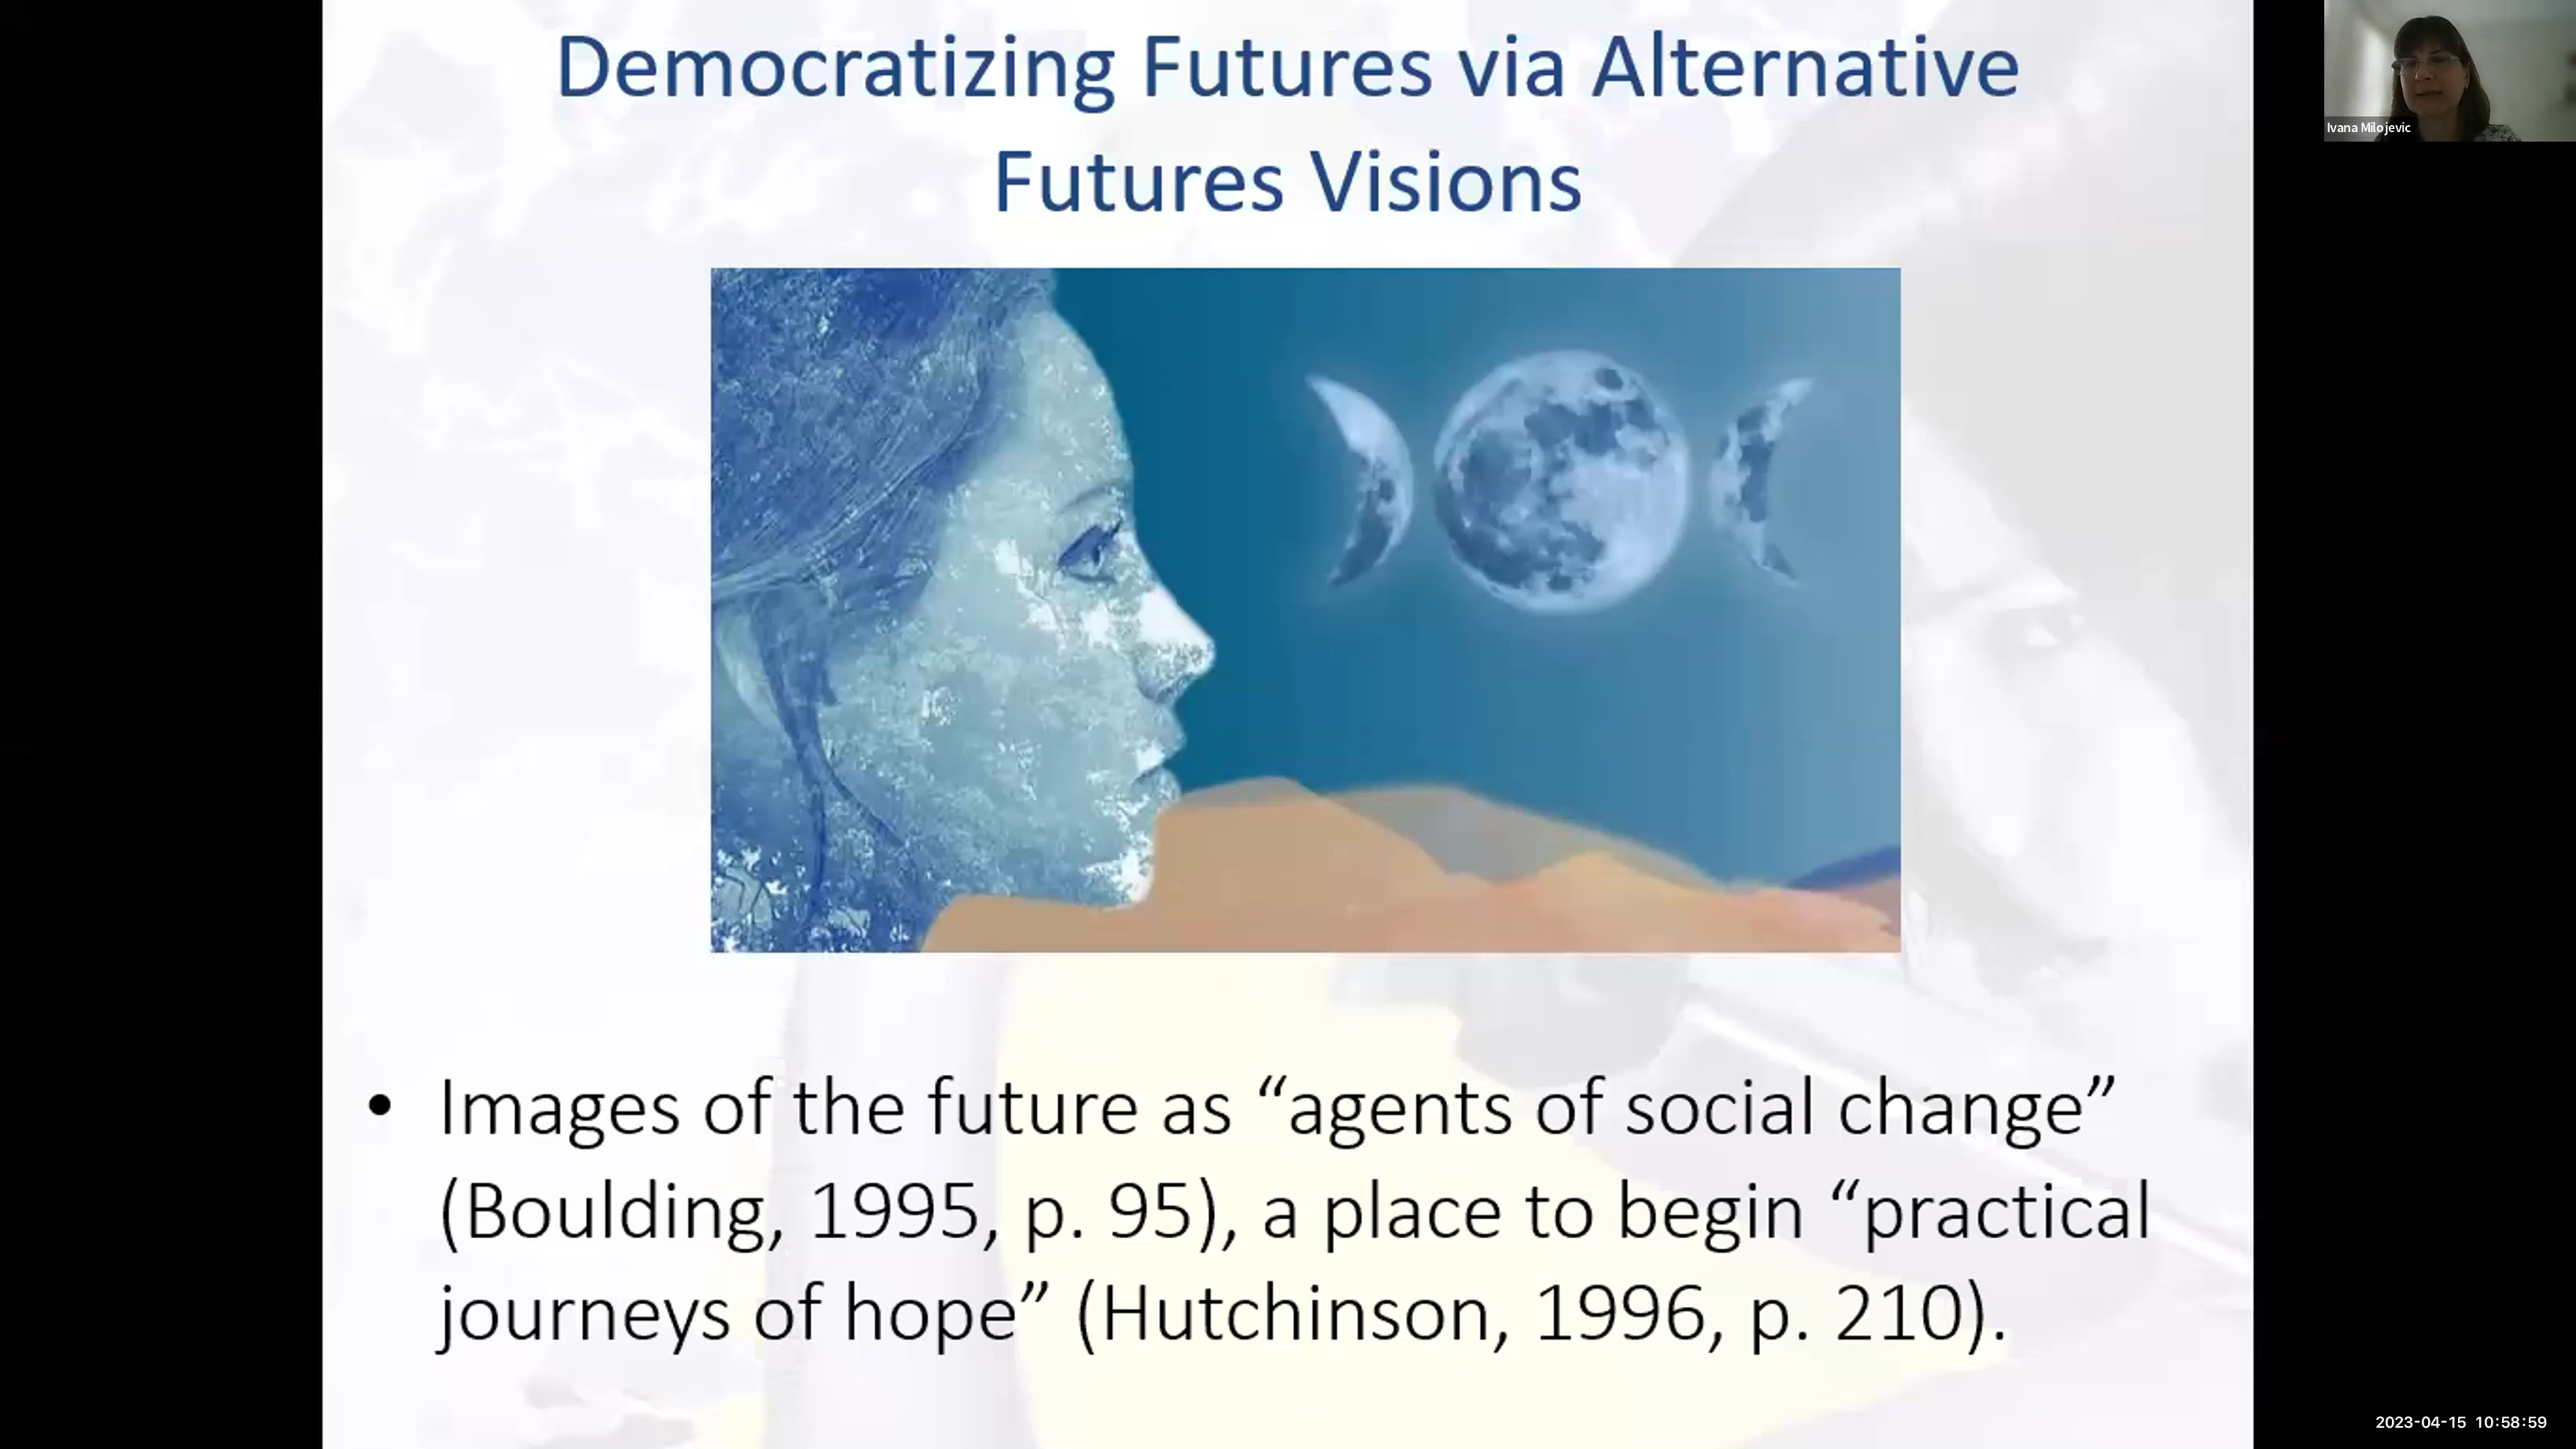 Democratizing Futures via Alternative
Futures Visions
Ivana Milojevic
• Images of the future as “agents of social change”
(Boulding, 1995, p. 95), a place to begin “practical
journeys of hope” (Hutchinson, 1996, p. 210).
2023-04-15 10:58:59